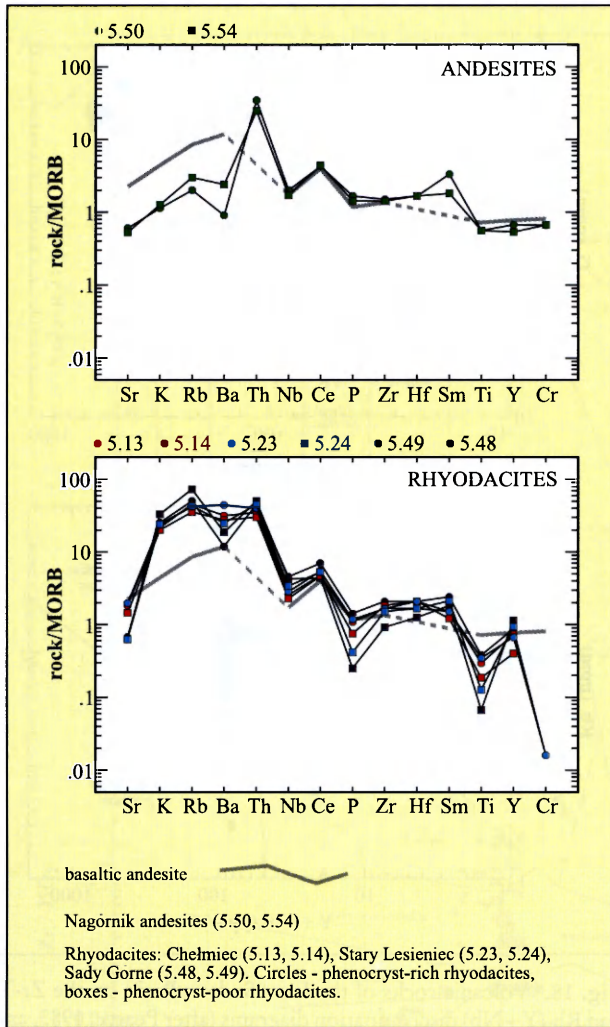 5.50 5.54
ANDESITES
100
10
1
.1
.01
rock/MORB
Sr K Rb Ba Th Nb Ce P Zr Hf Sm Ti Y Cr
5.13 5.14 5.23 5.24 5.49 5.48
RHYODACITES
100
10
1
.1
.01
rock/MORB
Sr K Rb Ba Th Nb Ce P Zr Hf Sm Ti Y Cr
basaltic andesite
Nagórnik andesites (5.50, 5.54)
Rhyodacites: Chełmiec (5.13, 5.14), Stary Lesieniec (5.23, 5.24),
Sady Górne (5.48, 5.49). Circles - phenocryst-rich rhyodacites,
boxes - phenocryst-poor rhyodacites.